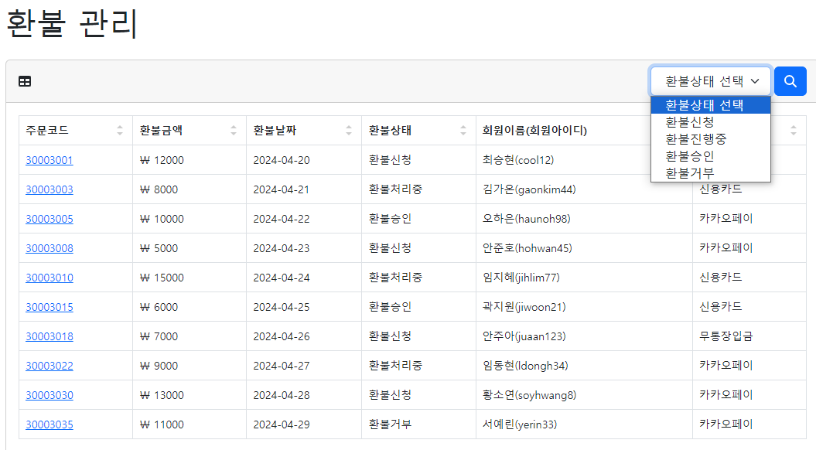 환불 관리
환불상태 선택
환불상태 선택
환불신청
환불진행중
환불승인
환불거부
주문코드 환불금액 환불날짜 환불상태 회원이름(회원아이디)
30003001 ₩ 12000 2024-04-20 환불신청 최승현(cool12)
30003003 ₩ 8000 2024-04-21 환불처리중 김가온(gaonkim44) 신용카드
30003005 ₩ 10000 2024-04-22 환불승인 오하은(haunoh98) 카카오페이
30003008 ₩ 5000 2024-04-23 환불신청 안준호(hohwan45) 카카오페이
30003010 ₩ 15000 2024-04-24 환불처리중 임지혜(jihlim77) 신용카드
30003015 ₩ 6000 2024-04-25 환불승인 곽지원(jiwoon21) 신용카드
30003018 ₩ 7000 2024-04-26 환불신청 안주아(juaan123) 무통장입금
30003022 ₩ 9000 2024-04-27 환불처리중 임동현(ldongh34) 카카오페이
30003030 ₩ 13000 2024-04-28 환불신청 황소연(soyhwang8) 카카오페이
30003035 ₩ 11000 2024-04-29 환불거부 서예린(yerin33) 카카오페이